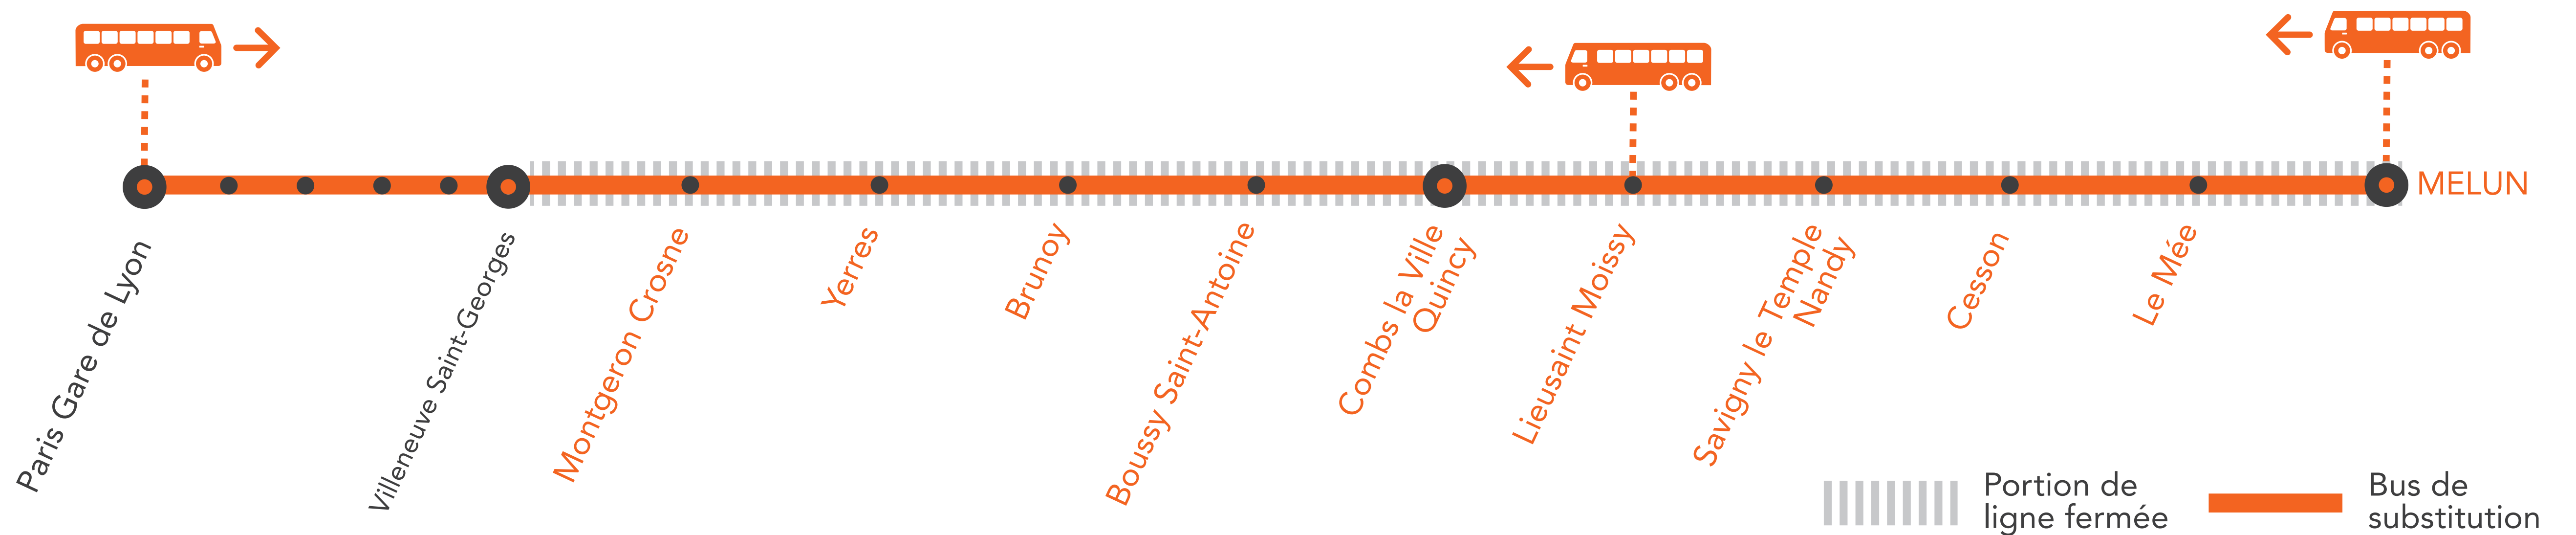 Paris Gare de Lyon
Villeneuve Saint-Georges
Montgeron Crosne
Yerres
Brunoy
Boussy Saint-Antoine
Combs la Ville
Quincy
Lieusaint Moissy
Savigny le Temple
Nandy
Cesson
Le Mée
MELUN
Portion de
ligne fermée
Bus de
substitution